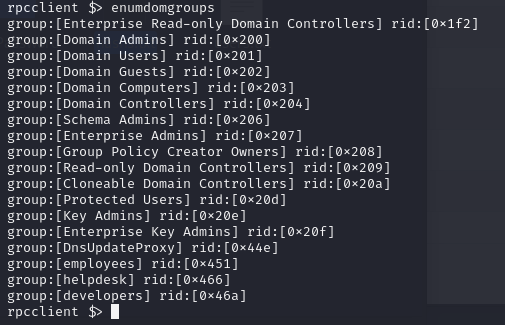 rpcclient $> enumdomgroups
group:[Enterprise Read-only Domain Controllers] rid:[0×1f2]
group:[Domain Admins] rid:[0×200]
group:[Domain Users] rid:[0×201]
group:[Domain Guests] rid:[0×202]
group:[Domain Computers] rid:[0×203]
group:[Domain Controllers] rid:[0×204]
group:[Schema Admins] rid:[0×206]
group:[Enterprise Admins] rid:[0×207]
group:[Group Policy Creator Owners] rid:[0×208]
group:[Read-only Domain Controllers] rid:[0×209]
group:[Cloneable Domain Controllers] rid:[0×20a]
group:[Protected Users] rid:[0×20d]
group:[Key Admins] rid:[0×20e]
group:[Enterprise Key Admins] rid:[0×20f]
group:[DnsUpdateProxy] rid:[0×44e]
group:[employees] rid:[0×451]
group:[helpdesk] rid:[0×466]
group:[developers] rid:[0×46a]
rpcclient $>